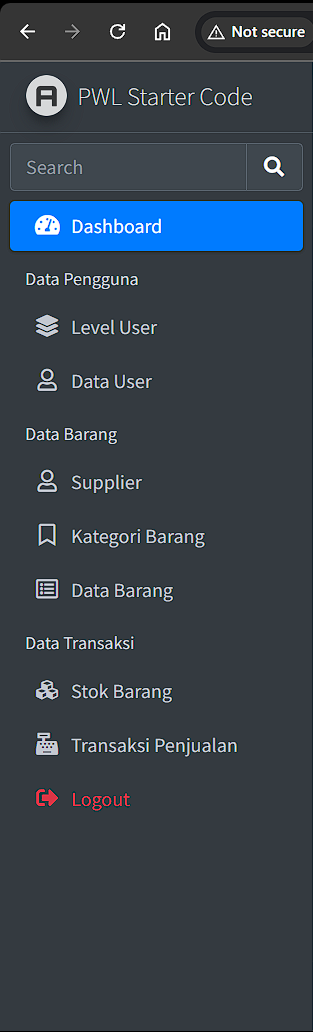 Not secure
PWL Starter Code
Search
Dashboard
Data Pengguna
Level User
Data User
Data Barang
Supplier
Kategori Barang
Data Barang
Data Transaksi
Stok Barang
Transaksi Penjualan
Logout